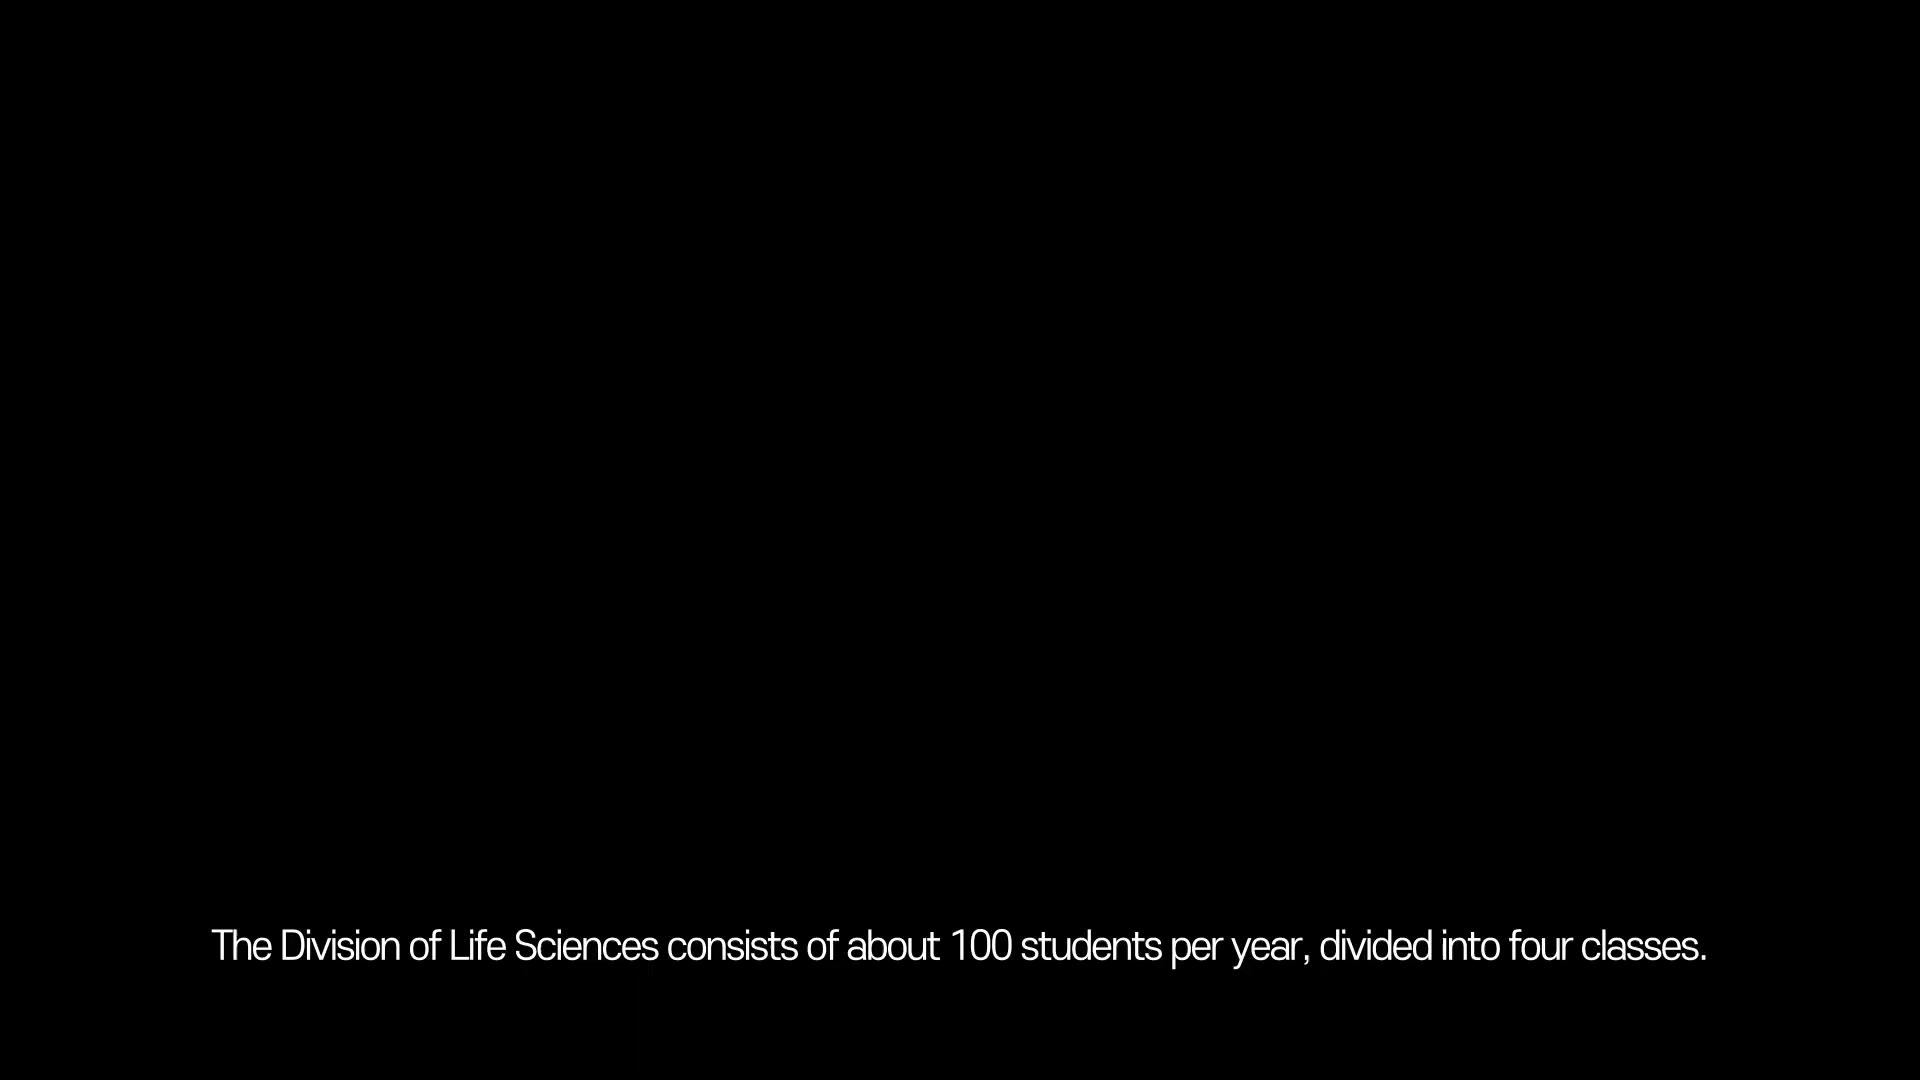 The Division of Life Sciences consists of about 100 students per year, divided into four classes.